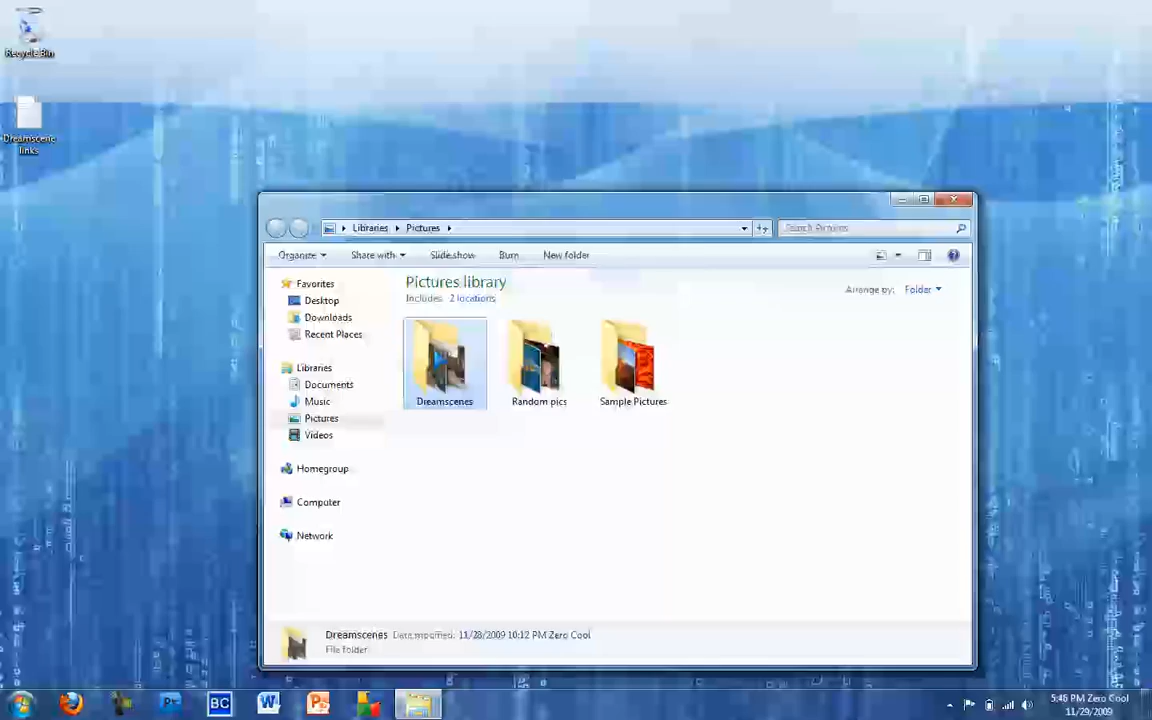 Recycle Bin
Dreamscene
links
Libraries
Pictures
Search Pictures
Organize
Share with
Slide show
Burn
New folder
Favorites
Desktop
Downloads
Recent Places
Libraries
Documents
Music
Pictures
Videos
Homegroup
Computer
Network
Pictures library
Includes: 2 locations
Arrange by: Folder
Dreamscenes
Random pics
Sample Pictures
Dreamscenes Date modified: 11/28/2009 10:12 PM Zero Cool
File folder
BC
W
P
5:46 PM Zero Cool
11/29/2009